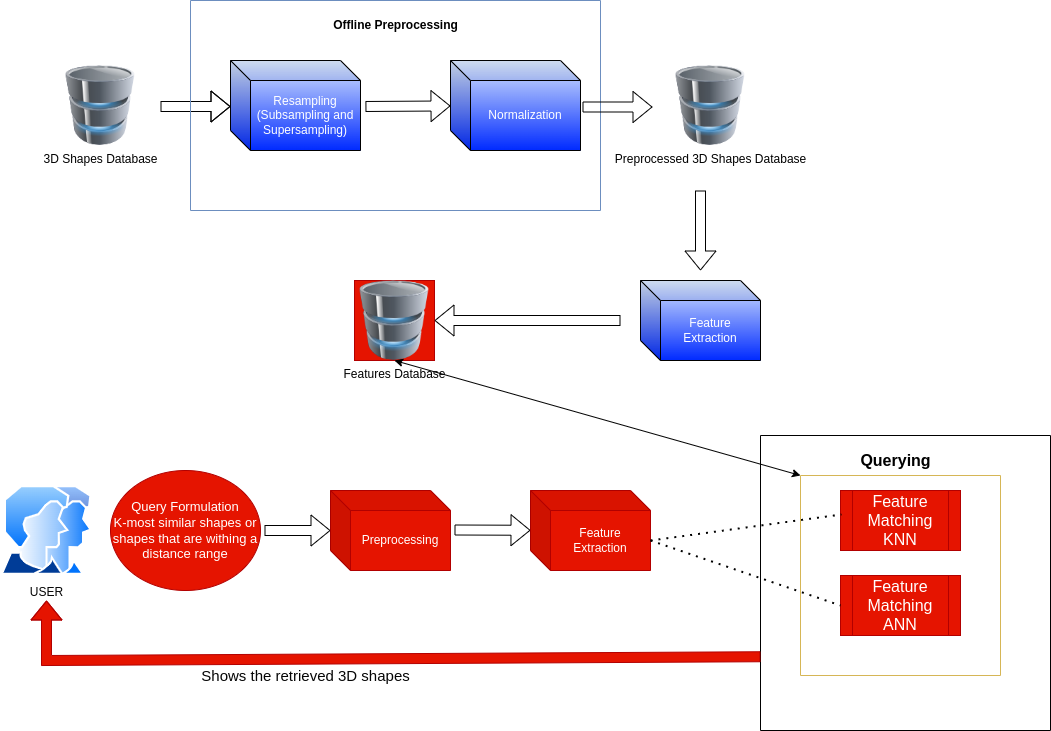 Offline Preprocessing
Resampling
(Subsampling and
Supersampling)
Normalization
3D Shapes Database
Preprocessed 3D Shapes Database
Feature
Extraction
Features Database
Querying
Query Formulation
K-most similar shapes or
shapes that are withing a
distance range
Preprocessing
Feature
Extraction
Feature
Matching
KNN
Feature
Matching
ANN
USER
Shows the retrieved 3D shapes